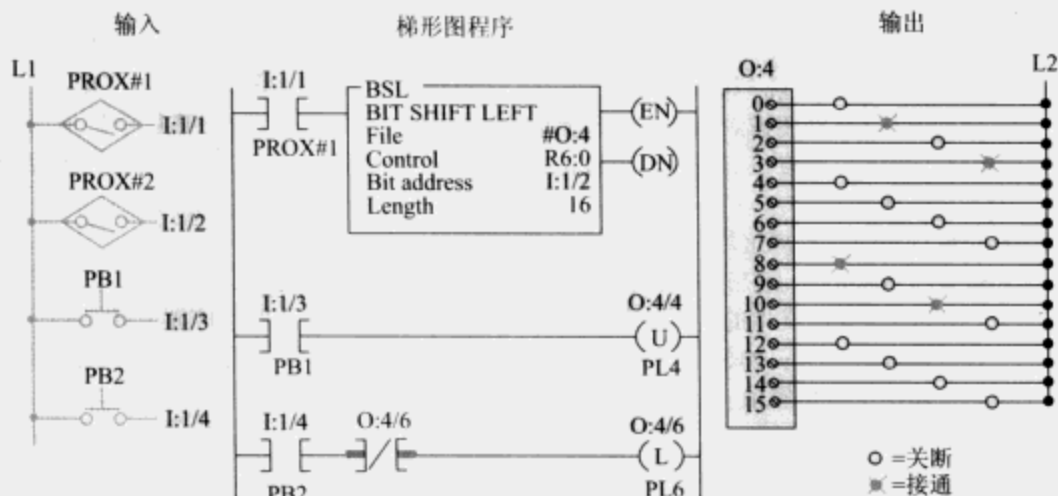 输入
梯形图程序
输出
L1
PROX#1
I:1/1
PROX#2
I:1/2
PB1
I:1/3
PB2
I:1/4
I:1/1
PROX#1
BSL
BIT SHIFT LEFT
File #O:4
Control R6:0
Bit address I:1/2
Length 16
EN
DN
I:1/3
PB1
O:4/4
U
PL4
I:1/4
PB2
O:4/6
O:4/6
L
PL6
O:4
L2
0
1
2
3
4
5
6
7
8
9
10
11
12
13
14
15
=关断
=接通